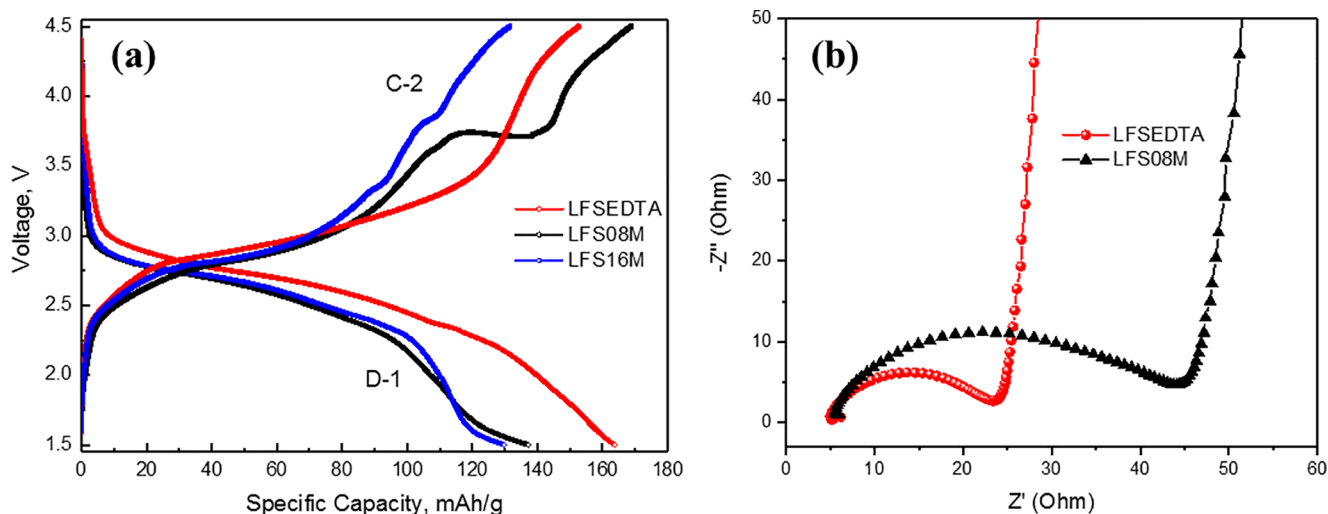 (a)
C-2
D-1
LFSEDTA
LFS08M
LFS16M
Voltage, V
4.5
4.0
3.5
3.0
2.5
2.0
1.5
0 20 40 60 80 100 120 140 160 180
Specific Capacity, mAh/g
(b)
LFSEDTA
LFS08M
-Z'' (Ohm)
50
40
30
20
10
0
0 10 20 30 40 50 60
Z' (Ohm)